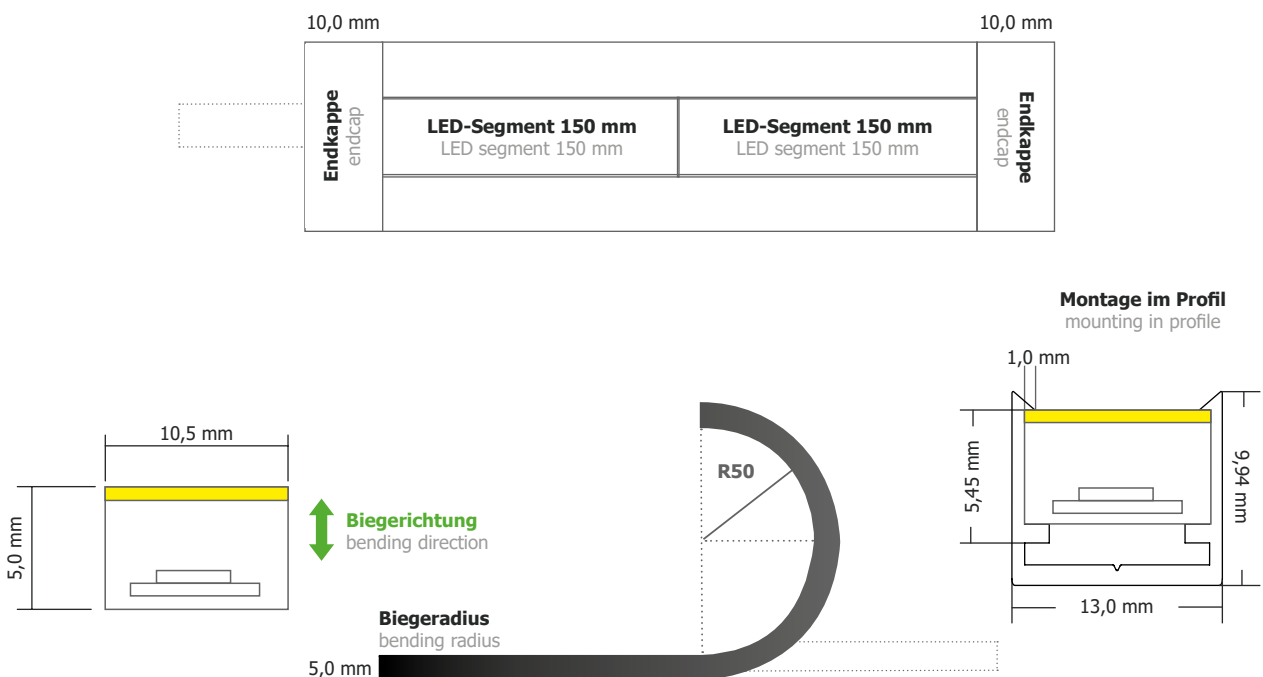 10,0 mm
10,0 mm
Endkappe
endcap
LED-Segment 150 mm
LED segment 150 mm
LED-Segment 150 mm
LED segment 150 mm
Endkappe
endcap
Montage im Profil
mounting in profile
1,0 mm
10,5 mm
5,0 mm
Biegerichtung
bending direction
R50
5,45 mm
9,94 mm
13,0 mm
Biegeradius
bending radius
5,0 mm